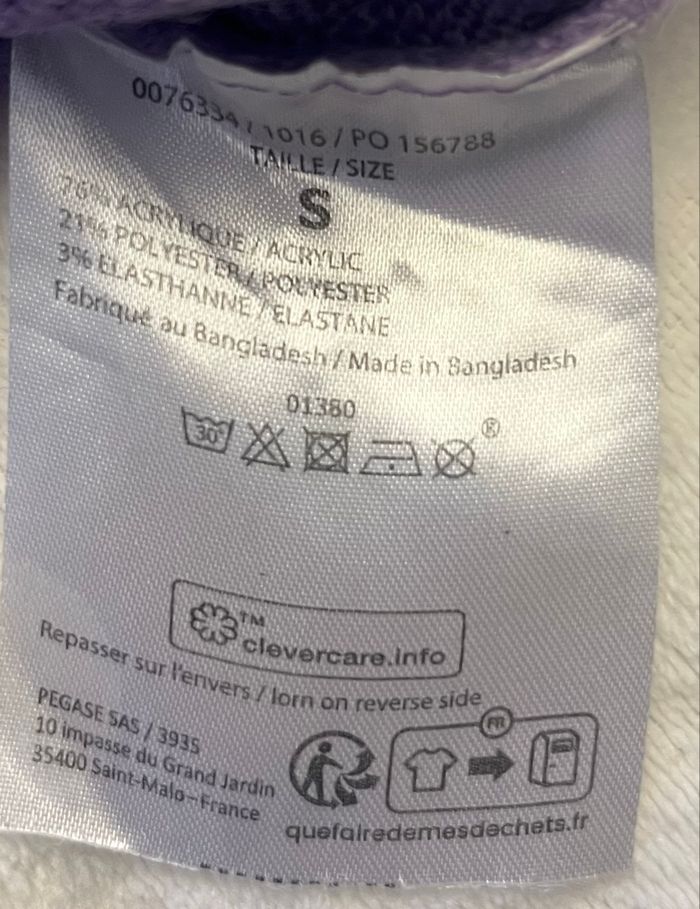 0076334 / 1016 / PO 156788
TAILLE / SIZE
S
76% ACRYLIQUE / ACRYLIC
21% POLYESTER / POLYESTER
3% ELASTHANNE / ELASTANE
Fabriqué au Bangladesh / Made in Bangladesh
01380
30°
®
TM
clevercare.info
Repasser sur l'envers / Iorn on reverse side
PEGASE SAS / 3935
10 impasse du Grand Jardin
35400 Saint-Malo – France
FR
quefairedemesdechets.fr